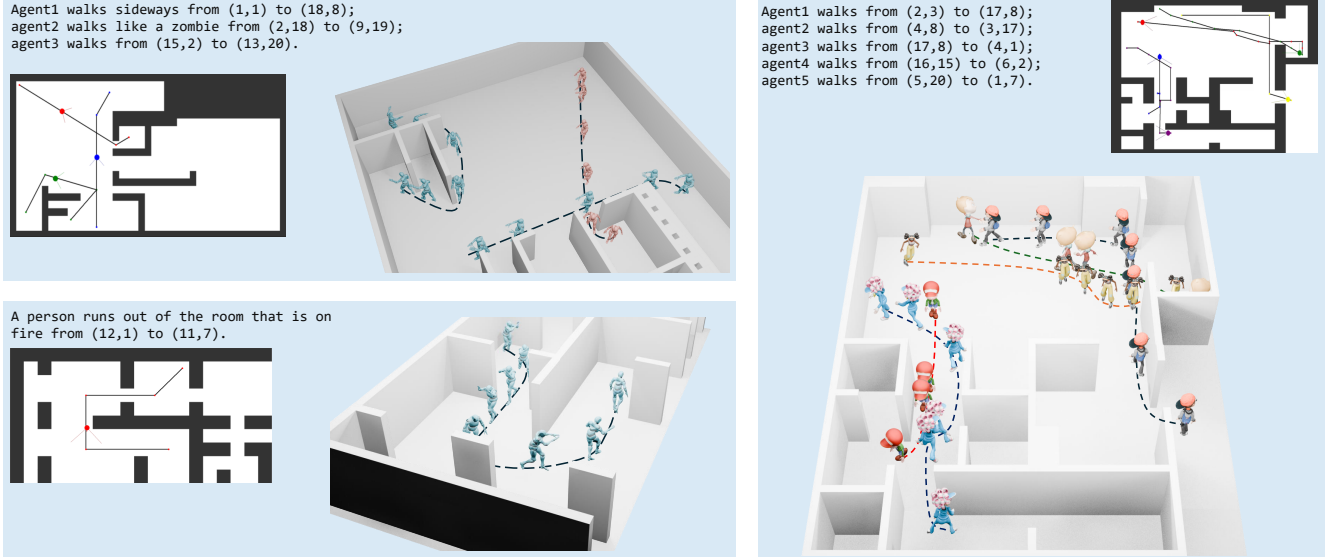 Agent1 walks sideways from (1,1) to (18,8);
agent2 walks like a zombie from (2,18) to (9,19);
agent3 walks from (15,2) to (13,20).
A person runs out of the room that is on
fire from (12,1) to (11,7).
Agent1 walks from (2,3) to (17,8);
agent2 walks from (4,8) to (3,17);
agent3 walks from (17,8) to (4,1);
agent4 walks from (16,15) to (6,2);
agent5 walks from (5,20) to (1,7).